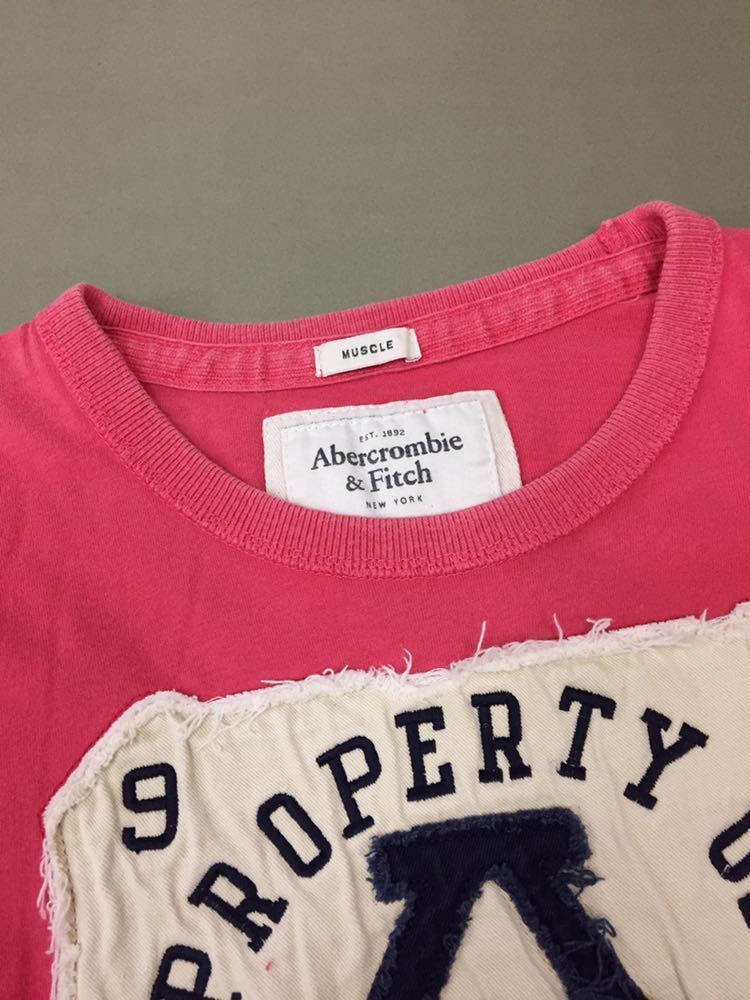 MUSCLE
EST. 1892
Abercrombie
& Fitch
NEW YORK
9
PROPERTY
A